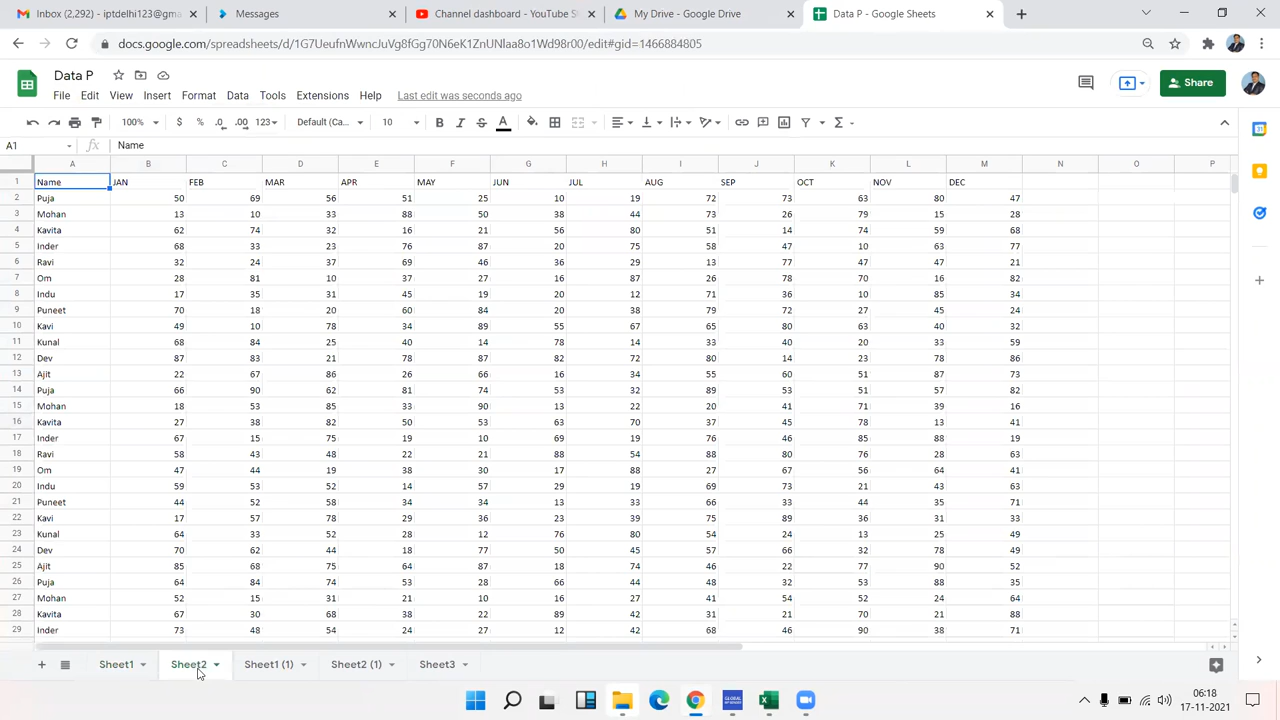 Inbox (2,292) - iptdelhi123@gma
Messages
Channel dashboard - YouTube S
My Drive - Google Drive
Data P - Google Sheets
docs.google.com/spreadsheets/d/1G7UeufnWwncJuVg8fGg70N6eK1ZnUNlaaJn1Wd98r00/edit#gid=1466884805
Data P
File Edit View Insert Format Data Tools Extensions Help Last edit was seconds ago
Share
100% $ % .0 .00 123 Default (Ca... 10 B I S A
A1 fx Name
A B C D E F G H I J K L M N O P
1 Name JAN FEB MAR APR MAY JUN JUL AUG SEP OCT NOV DEC
2 Puja 50 69 56 51 25 10 19 72 73 63 80 47
3 Mohan 13 10 33 88 50 38 44 73 26 79 15 28
4 Kavita 62 74 32 16 21 56 80 51 14 74 59 68
5 Inder 68 33 23 76 87 20 75 58 47 10 63 77
6 Ravi 32 24 37 69 46 36 29 13 77 47 47 21
7 Om 28 81 10 37 27 16 87 26 78 70 16 82
8 Indu 17 35 31 45 19 20 12 71 36 10 85 34
9 Puneet 70 18 20 60 84 20 38 79 72 27 45 24
10 Kavi 49 10 78 34 89 55 67 65 80 63 40 32
11 Kunal 68 84 25 40 14 78 14 33 40 20 33 59
12 Dev 87 83 21 78 87 82 72 80 14 23 78 86
13 Ajit 22 67 86 26 66 16 34 55 60 51 87 73
14 Puja 66 90 62 81 74 53 32 89 53 51 57 82
15 Mohan 18 53 85 33 90 13 22 20 41 71 39 16
16 Kavita 27 38 82 50 53 63 70 37 45 78 13 41
17 Inder 67 15 75 19 10 69 19 76 46 85 88 19
18 Ravi 58 43 48 22 21 88 54 88 80 76 28 63
19 Om 47 44 19 38 30 17 88 27 67 56 64 41
20 Indu 59 53 52 14 57 29 19 69 73 21 43 63
21 Puneet 44 52 58 34 34 13 33 66 33 44 35 71
22 Kavi 17 57 78 29 36 23 39 75 89 36 31 33
23 Kunal 64 33 52 28 12 76 80 54 24 13 25 49
24 Dev 70 62 44 18 77 50 45 57 66 32 78 49
25 Ajit 85 68 75 64 87 18 74 46 22 77 90 52
26 Puja 64 84 74 53 28 66 44 48 32 53 88 35
27 Mohan 52 15 31 21 10 16 27 41 54 52 24 64
28 Kavita 67 30 68 38 22 89 42 31 21 70 21 88
29 Inder 73 48 54 24 27 12 42 68 46 90 38 71
Sheet1 Sheet2 Sheet1 (1) Sheet2 (1) Sheet3
06:18
17-11-2021